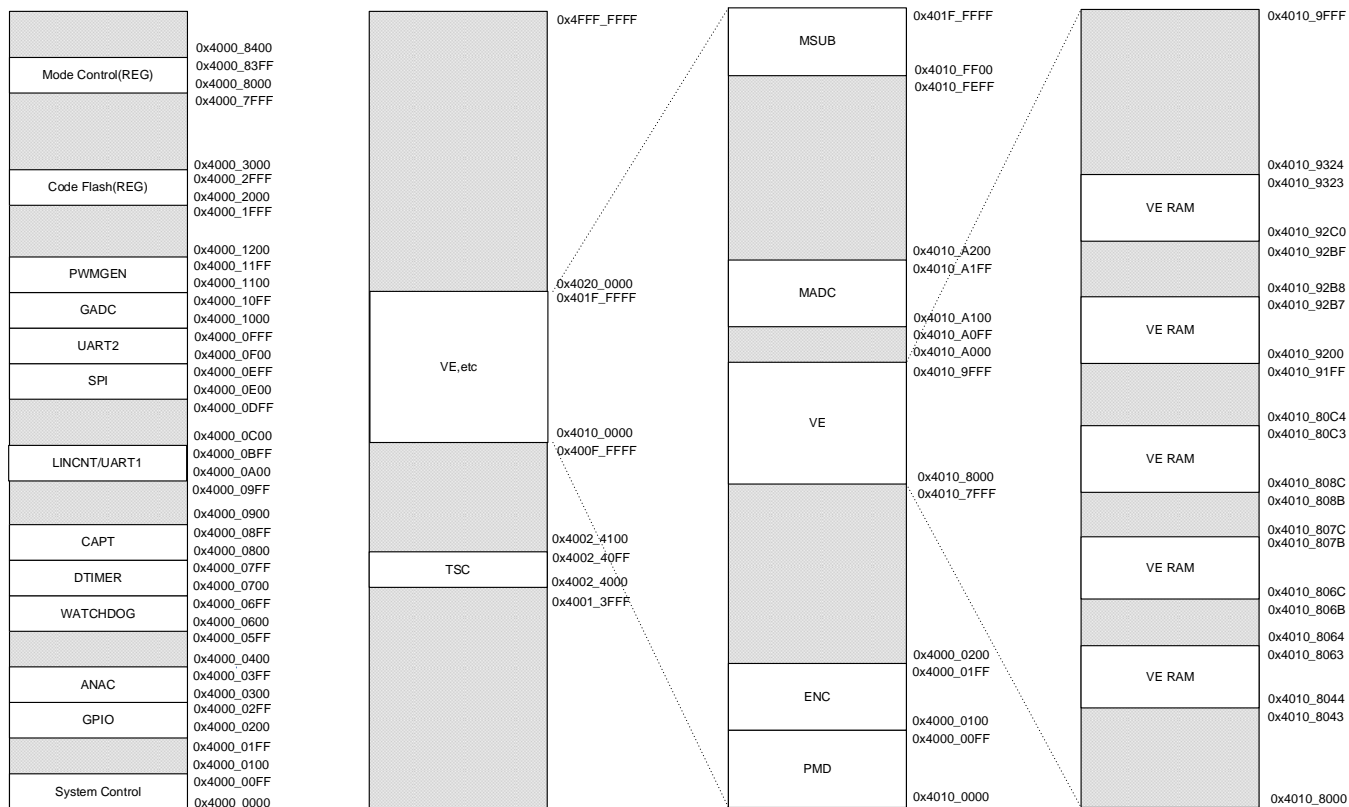 0x4000_8400
Mode Control(REG)
0x4000_83FF
0x4000_8000
0x4000_7FFF
0x4000_3000
0x4000_2FFF
Code Flash(REG)
0x4000_2000
0x4000_1FFF
0x4000_1200
0x4000_11FF
PWMGEN
0x4000_1100
0x4000_10FF
GADC
0x4000_1000
0x4000_0FFF
UART2
0x4000_0F00
0x4000_0EFF
SPI
0x4000_0E00
0x4000_0DFF
0x4000_0C00
0x4000_0BFF
LINCNT/UART1
0x4000_0A00
0x4000_09FF
0x4000_0900
0x4000_08FF
CAPT
0x4000_0800
0x4000_07FF
DTIMER
0x4000_0700
0x4000_06FF
WATCHDOG
0x4000_0600
0x4000_05FF
0x4000_0400
0x4000_03FF
ANAC
0x4000_0300
0x4000_02FF
GPIO
0x4000_0200
0x4000_01FF
0x4000_0100
0x4000_00FF
System Control
0x4000_0000
0x4FFF_FFFF
0x4020_0000
0x401F_FFFF
VE,etc
0x4010_0000
0x400F_FFFF
0x4002_4100
0x4002_40FF
TSC
0x4002_4000
0x4001_3FFF
0x401F_FFFF
MSUB
0x4010_FF00
0x4010_FEFF
0x4010_A200
0x4010_A1FF
MADC
0x4010_A100
0x4010_A0FF
0x4010_A000
0x4010_9FFF
VE
0x4010_8000
0x4010_7FFF
0x4000_0200
0x4000_01FF
ENC
0x4000_0100
0x4000_00FF
PMD
0x4010_0000
0x4010_9FFF
0x4010_9324
0x4010_9323
VE RAM
0x4010_92C0
0x4010_92BF
0x4010_92B8
0x4010_92B7
VE RAM
0x4010_9200
0x4010_91FF
0x4010_80C4
0x4010_80C3
VE RAM
0x4010_808C
0x4010_808B
0x4010_807C
0x4010_807B
VE RAM
0x4010_806C
0x4010_806B
0x4010_8064
0x4010_8063
VE RAM
0x4010_8044
0x4010_8043
0x4010_8000